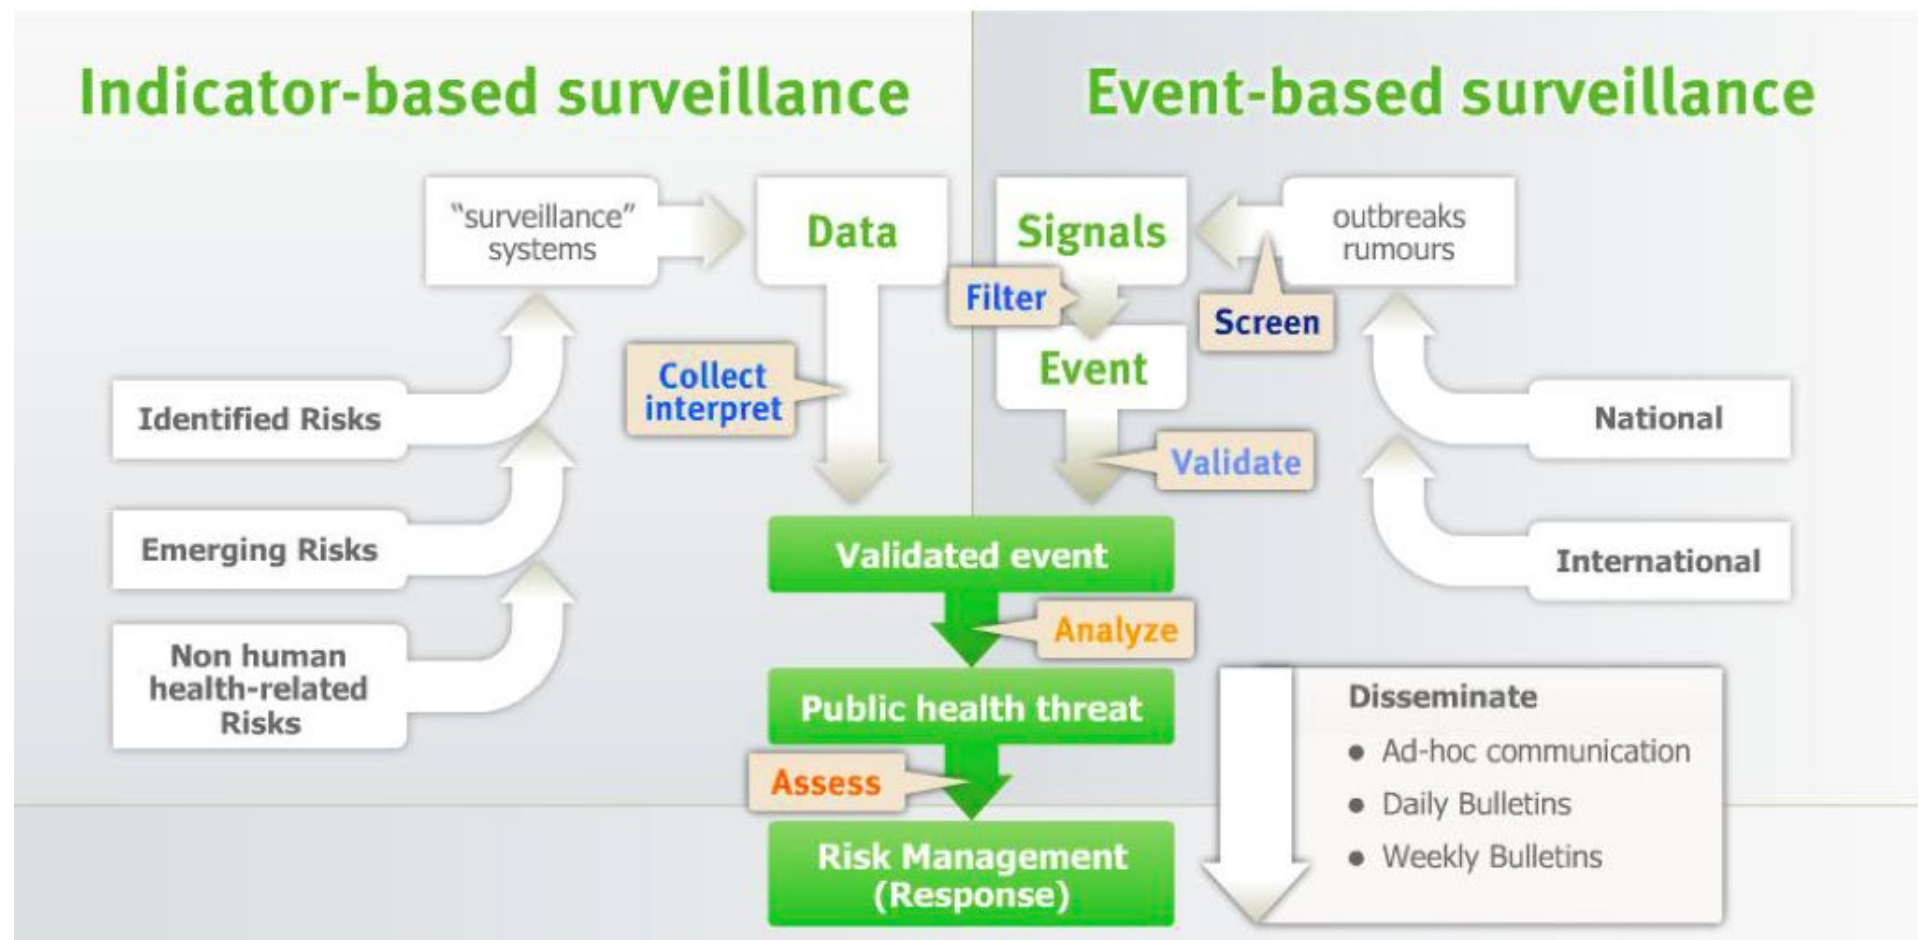 Indicator-based surveillance
Event-based surveillance
“surveillance”
systems
Data
Signals
outbreaks
rumours
Filter
Screen
Collect
interpret
Event
Identified Risks
National
Validate
Emerging Risks
Validated event
International
Analyze
Non human
health-related
Risks
Public health threat
Assess
Risk Management
(Response)
Disseminate
● Ad-hoc communication
● Daily Bulletins
● Weekly Bulletins